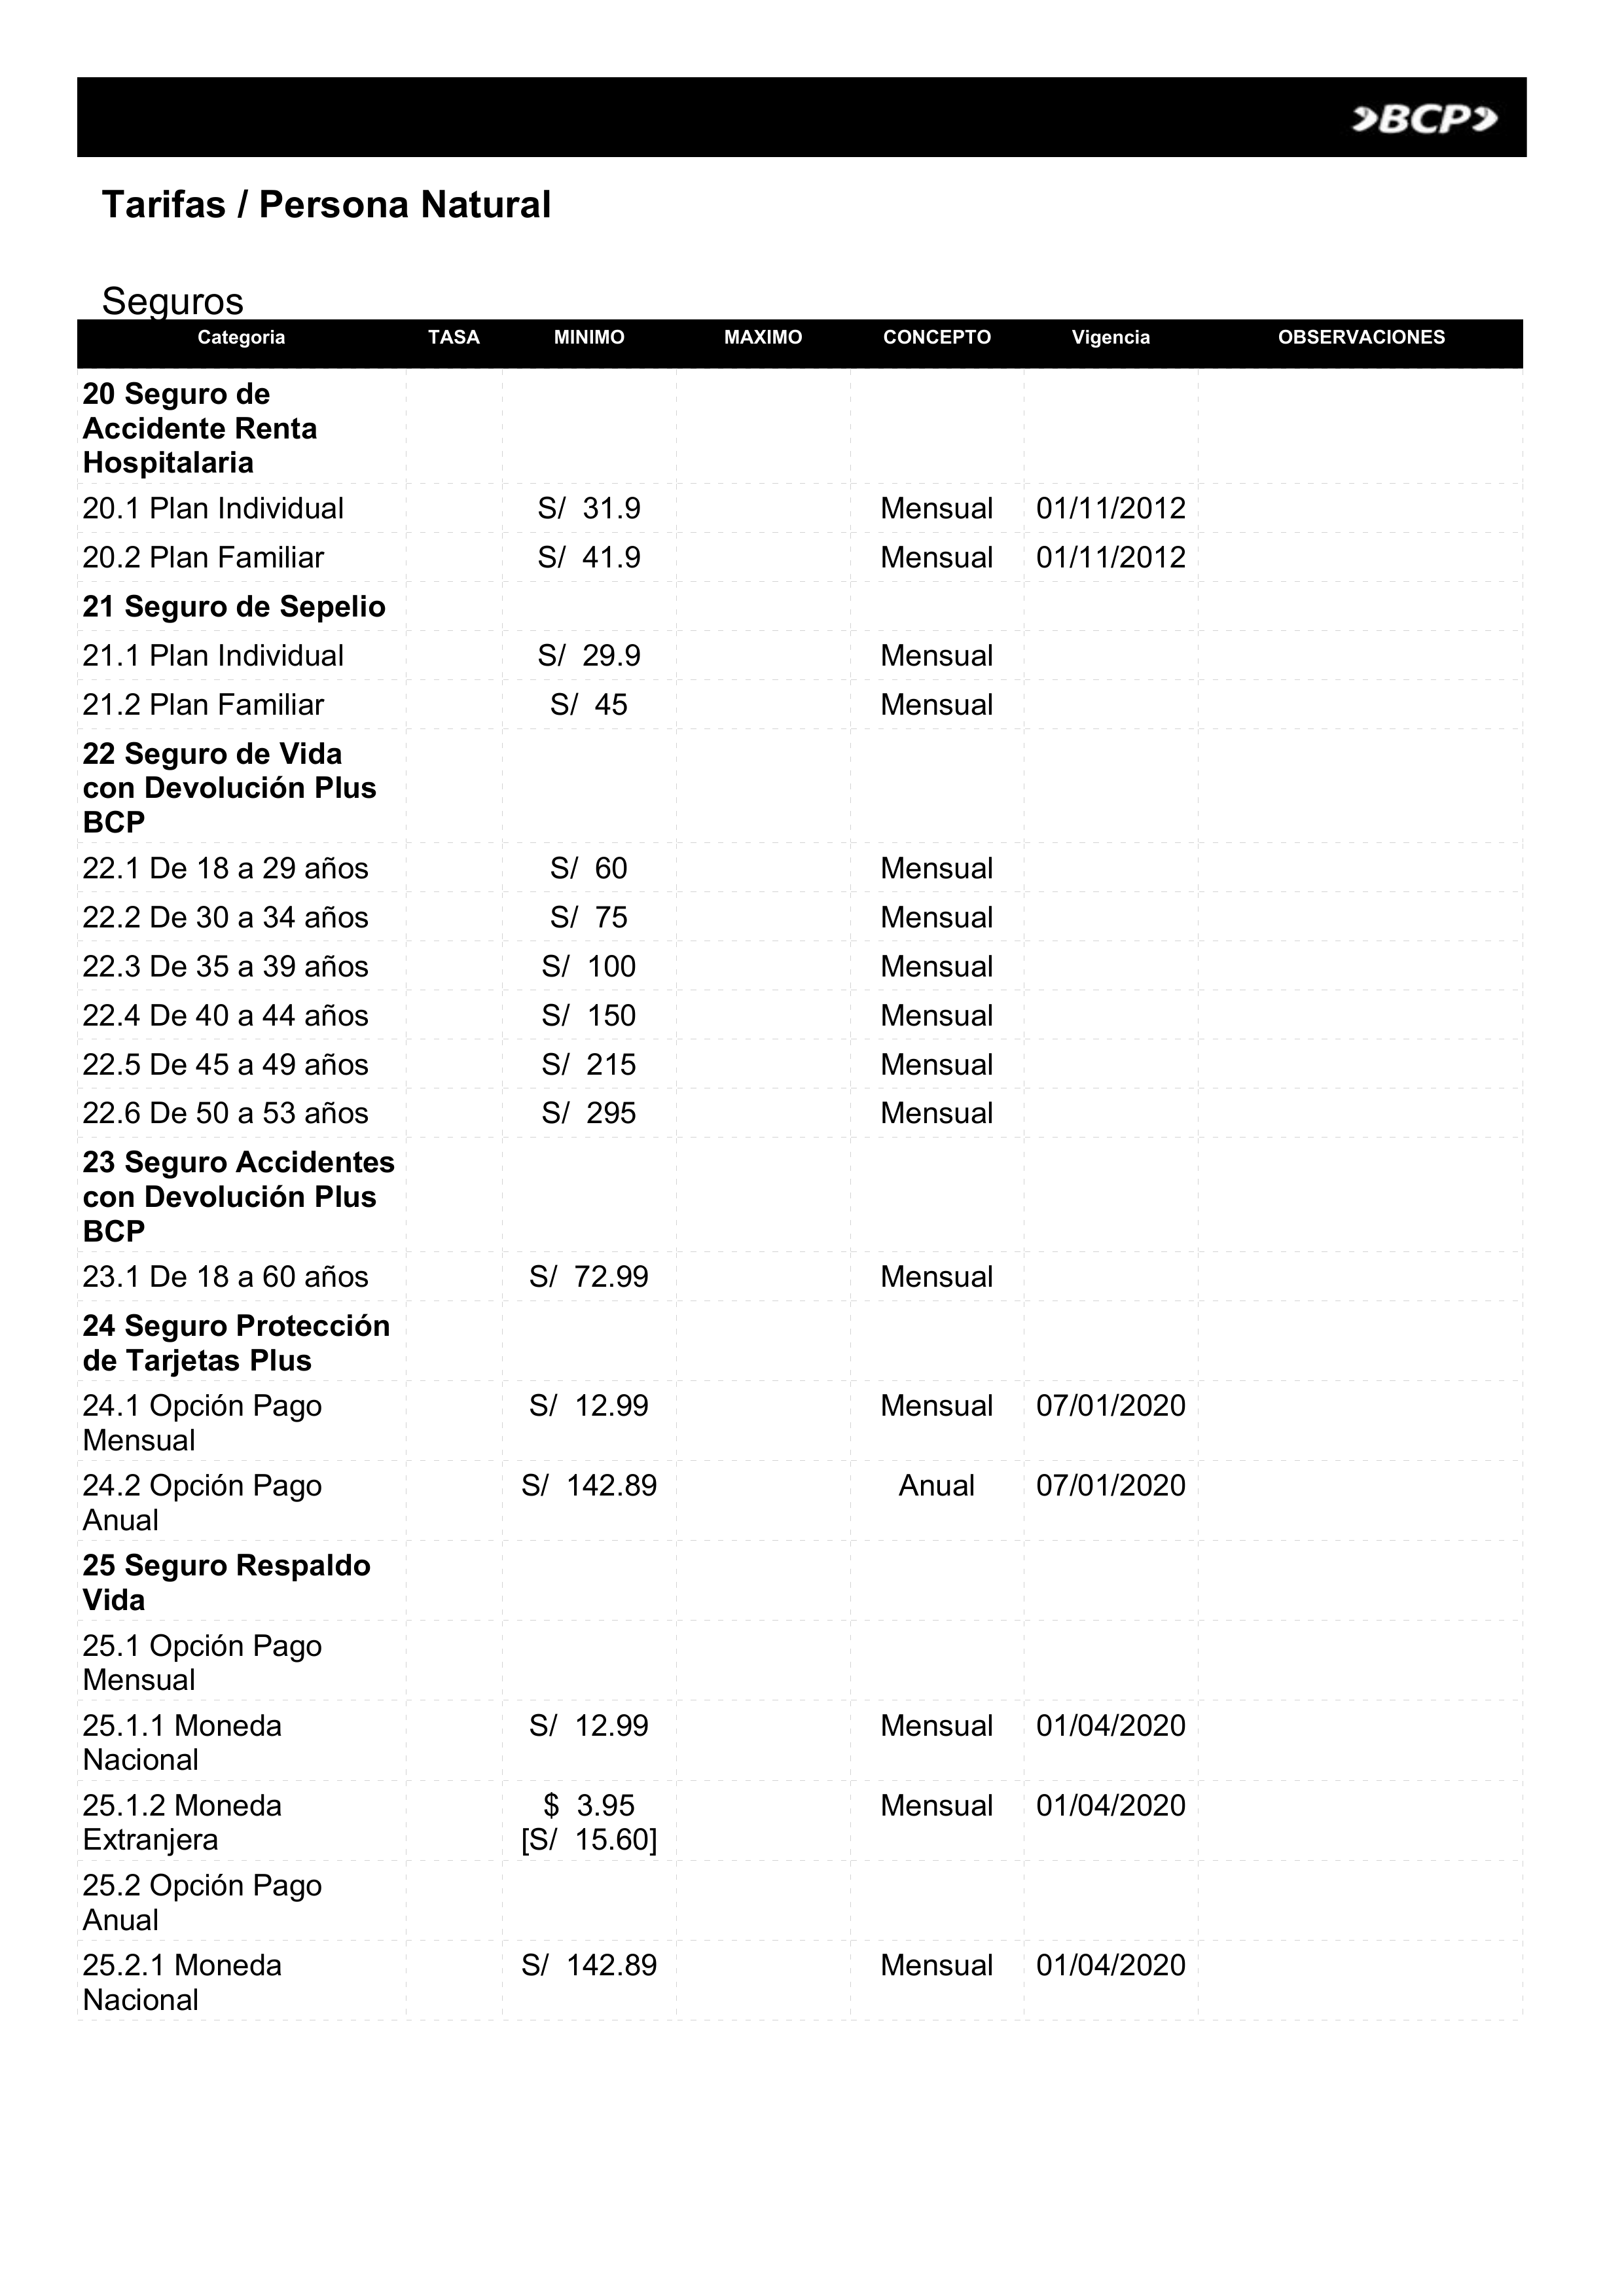 BCP
Tarifas / Persona Natural
Seguros
Categoria TASA MINIMO MAXIMO CONCEPTO Vigencia OBSERVACIONES
20 Seguro de
Accidente Renta
Hospitalaria
20.1 Plan Individual S/ 31.9 Mensual 01/11/2012
20.2 Plan Familiar S/ 41.9 Mensual 01/11/2012
21 Seguro de Sepelio
21.1 Plan Individual S/ 29.9 Mensual
21.2 Plan Familiar S/ 45 Mensual
22 Seguro de Vida
con Devolución Plus
BCP
22.1 De 18 a 29 años S/ 60 Mensual
22.2 De 30 a 34 años S/ 75 Mensual
22.3 De 35 a 39 años S/ 100 Mensual
22.4 De 40 a 44 años S/ 150 Mensual
22.5 De 45 a 49 años S/ 215 Mensual
22.6 De 50 a 53 años S/ 295 Mensual
23 Seguro Accidentes
con Devolución Plus
BCP
23.1 De 18 a 60 años S/ 72.99 Mensual
24 Seguro Protección
de Tarjetas Plus
24.1 Opción Pago S/ 12.99 Mensual 07/01/2020
Mensual
24.2 Opción Pago S/ 142.89 Anual 07/01/2020
Anual
25 Seguro Respaldo
Vida
25.1 Opción Pago
Mensual
25.1.1 Moneda S/ 12.99 Mensual 01/04/2020
Nacional
25.1.2 Moneda $ 3.95 Mensual 01/04/2020
Extranjera [S/ 15.60]
25.2 Opción Pago
Anual
25.2.1 Moneda S/ 142.89 Mensual 01/04/2020
Nacional